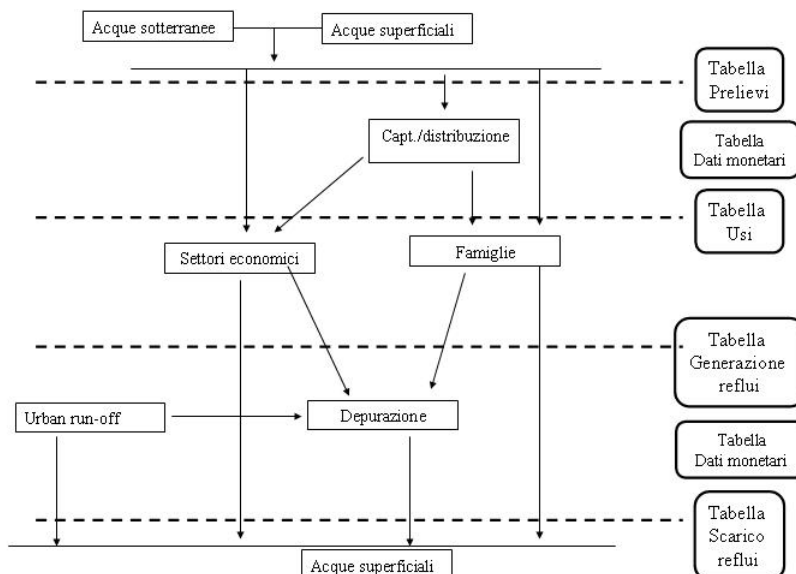 Acque sotterranee
Acque superficiali
Tabella
Prelievi
Capt./distribuzione
Tabella
Dati monetari
Tabella
Usi
Settori economici
Famiglie
Tabella
Generazione
reflui
Urban run-off
Depurazione
Tabella
Dati monetari
Tabella
Scarico
reflui
Acque superficiali